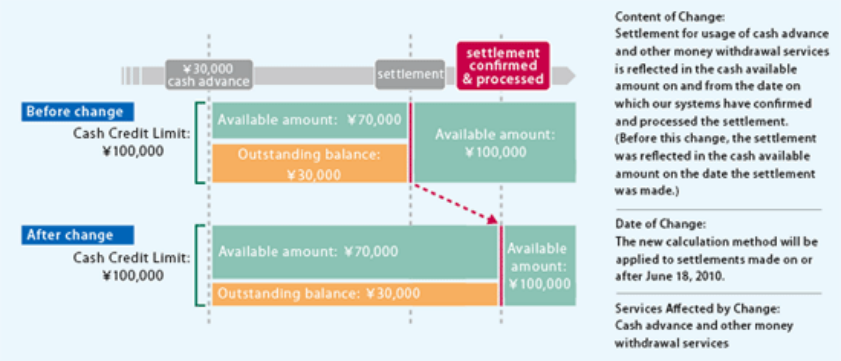 ¥30,000
cash advance
settlement
settlement
confirmed
& processed
Before change
Cash Credit Limit:
¥100,000
Available amount: ¥70,000
Outstanding balance:
¥30,000
Available amount:
¥100,000
After change
Cash Credit Limit:
¥100,000
Available amount: ¥70,000
Outstanding balance: ¥30,000
Available
amount:
¥100,000
Content of Change:
Settlement for usage of cash advance
and other money withdrawal services
is reflected in the cash available
amount on and from the date on
which our systems have confirmed
and processed the settlement.
(Before this change, the settlement
was reflected in the cash available
amount on the date the settlement
was made.)
Date of Change:
The new calculation method will be
applied to settlements made on or
after June 18, 2010.
Services Affected by Change:
Cash advance and other money
withdrawal services